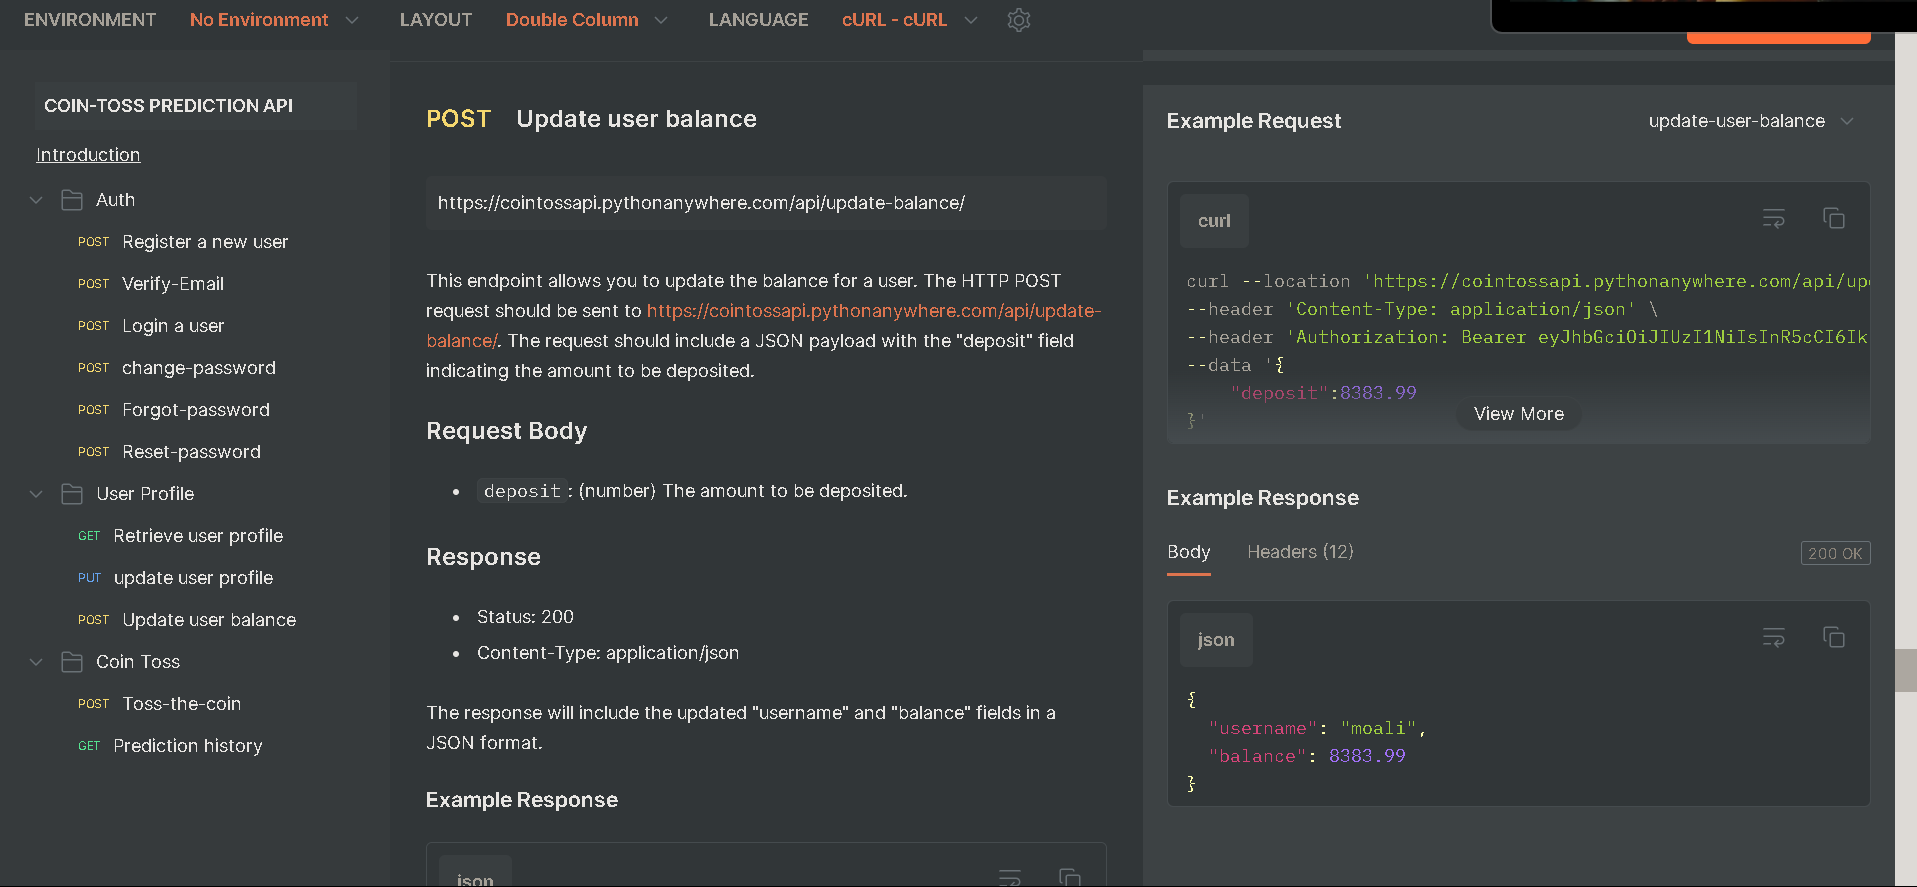 ENVIRONMENT No Environment LAYOUT Double Column LANGUAGE cURL - cURL
COIN-TOSS PREDICTION API
Introduction
Auth
POST Register a new user
POST Verify-Email
POST Login a user
POST change-password
POST Forgot-password
POST Reset-password
User Profile
GET Retrieve user profile
PUT update user profile
POST Update user balance
Coin Toss
POST Toss-the-coin
GET Prediction history
POST Update user balance
https://cointossapi.pythonanywhere.com/api/update-balance/
This endpoint allows you to update the balance for a user. The HTTP POST
request should be sent to https://cointossapi.pythonanywhere.com/api/update-
balance/. The request should include a JSON payload with the "deposit" field
indicating the amount to be deposited.
Request Body
• deposit: (number) The amount to be deposited.
Response
• Status: 200
• Content-Type: application/json
The response will include the updated "username" and "balance" fields in a
JSON format.
Example Response
json
Example Request update-user-balance
curl
curl --location 'https://cointossapi.pythonanywhere.com/api/upd
--header 'Content-Type: application/json' \
--header 'Authorization: Bearer eyJhbGciOiJIUzI1NiIsInR5cCI6Ik
--data '{
"deposit":8383.99
}'
View More
Example Response
Body Headers (12) 200 OK
json
{
"username": "moali",
"balance": 8383.99
}